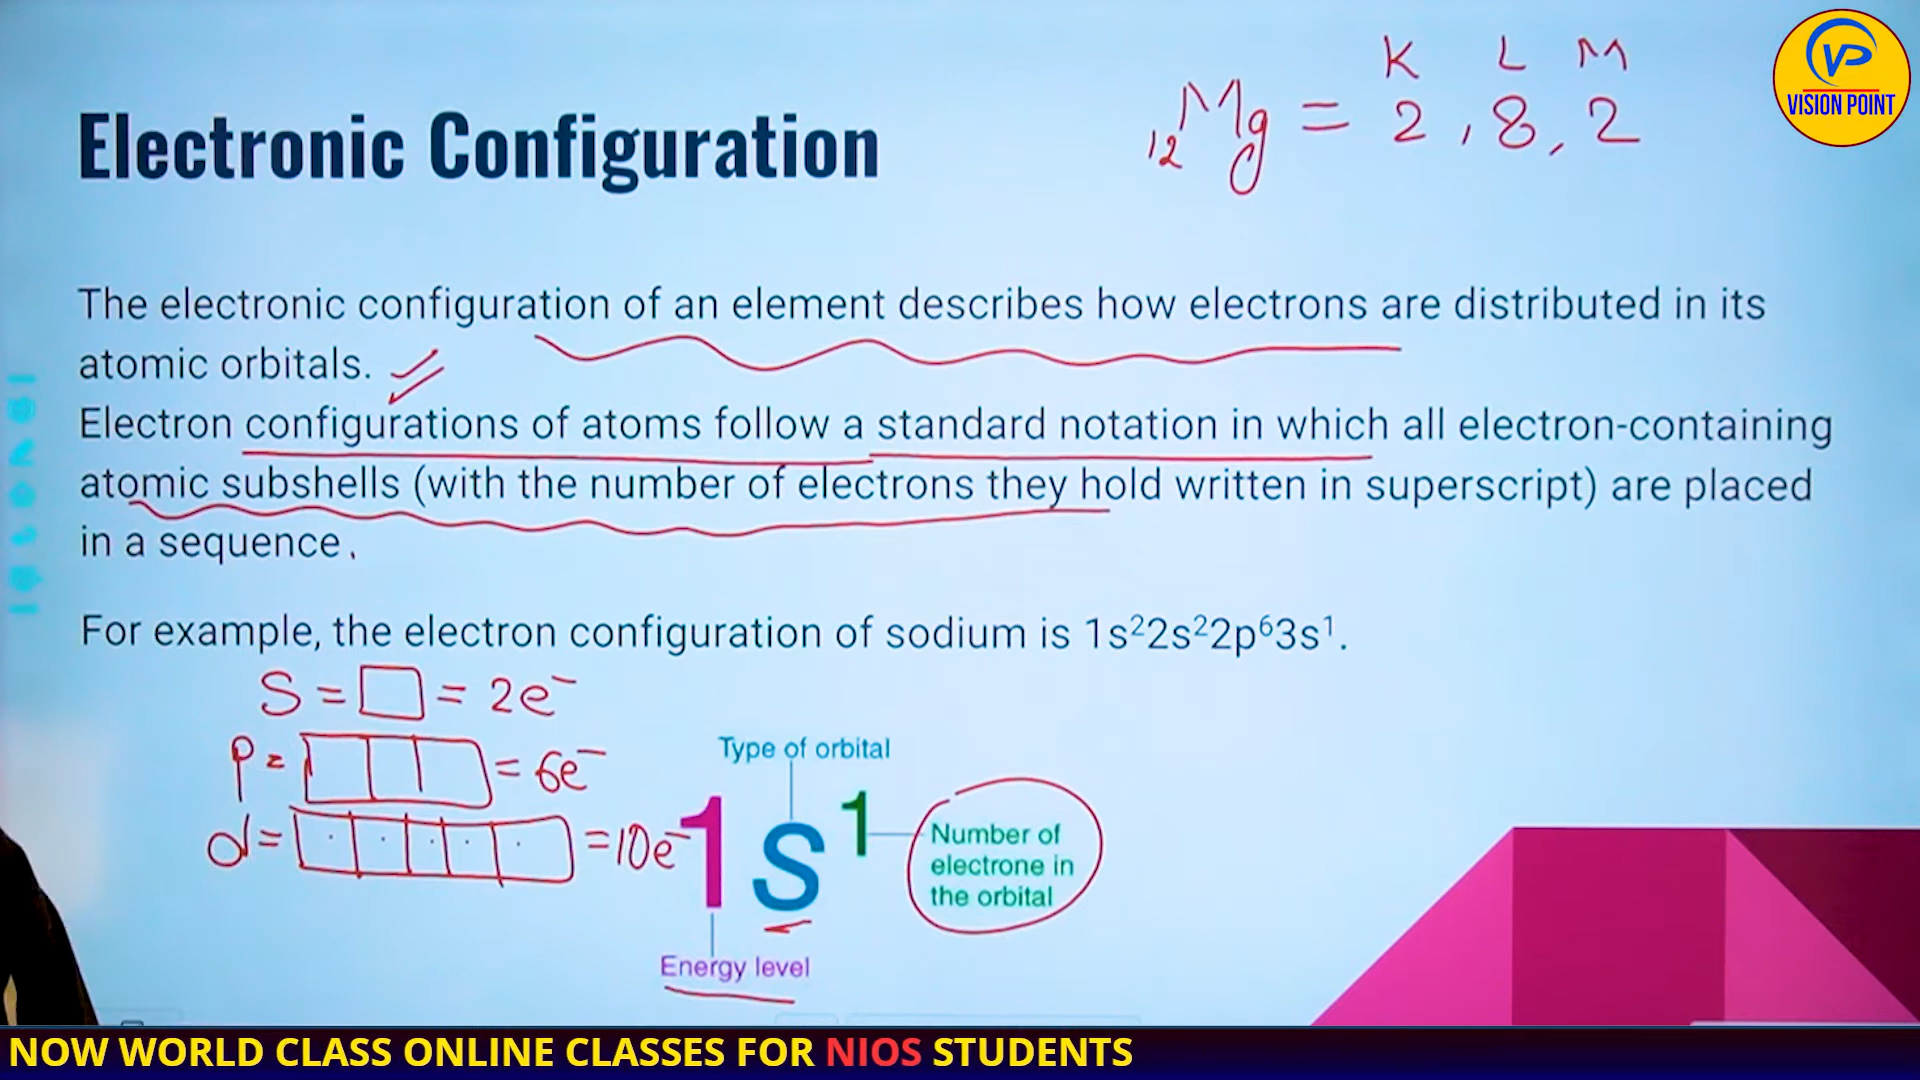 K L M
₁₂Mg = 2 , 8 , 2
VP
VISION POINT
Electronic Configuration
The electronic configuration of an element describes how electrons are distributed in its
atomic orbitals.
Electron configurations of atoms follow a standard notation in which all electron-containing
atomic subshells (with the number of electrons they hold written in superscript) are placed
in a sequence.
For example, the electron configuration of sodium is 1s²2s²2p⁶3s¹.
S = = 2e⁻
P = = 6e⁻
d = = 10e⁻
Type of orbital
1s¹
Number of
electrone in
the orbital
Energy level
NOW WORLD CLASS ONLINE CLASSES FOR NIOS STUDENTS